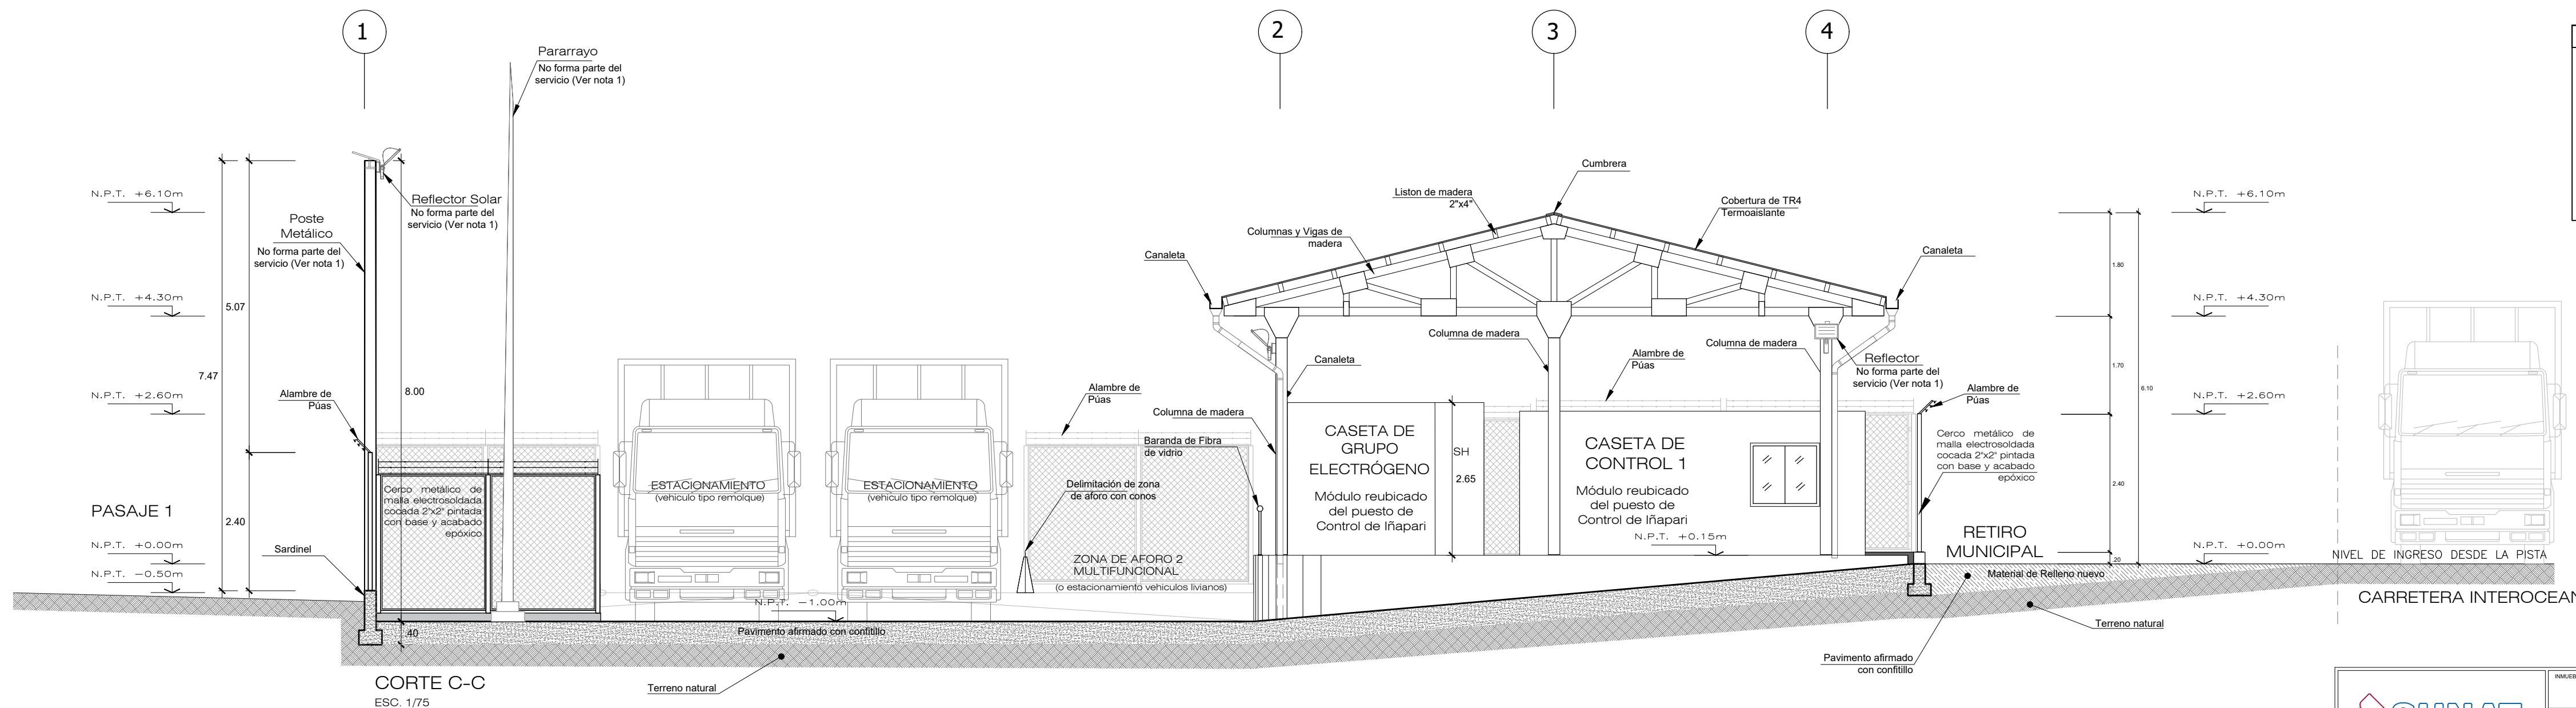 1
2
3
4
Pararrayo
No forma parte del
servicio (Ver nota 1)
Cumbrera
N.P.T. +6.10m
Reflector Solar
No forma parte del
servicio (Ver nota 1)
Poste
Metálico
No forma parte del
servicio (Ver nota 1)
Liston de madera
2"x4"
Cobertura de TR4
Termoaislante
N.P.T. +6.10m
Columnas y Vigas de
madera
Canaleta
Canaleta
1.80
N.P.T. +4.30m
5.07
N.P.T. +4.30m
Columna de madera
Columna de madera
Canaleta
Alambre de
Púas
Reflector
No forma parte del
servicio (Ver nota 1)
1.70
7.47
8.00
6.10
N.P.T. +2.60m
Alambre de
Púas
Alambre de
Púas
Alambre de
Púas
N.P.T. +2.60m
Columna de madera
Baranda de Fibra
de vidrio
CASETA DE
GRUPO
ELECTRÓGENO
Módulo reubicado
del puesto de
Control de Iñapari
SH
2.65
CASETA DE
CONTROL 1
Módulo reubicado
del puesto de
Control de Iñapari
N.P.T. +0.15m
Cerco metálico de
malla electrosoldada
cocada 2"x2" pintada
con base y acabado
epóxico
2.40
Cerco metálico de
malla electrosoldada
cocada 2"x2" pintada
con base y acabado
epóxico
ESTACIONAMIENTO
(vehiculo tipo remolque)
ESTACIONAMIENTO
(vehiculo tipo remolque)
Delimitación de zona
de aforo con conos
PASAJE 1
2.40
N.P.T. +0.00m
Sardinel
N.P.T. -0.50m
ZONA DE AFORO 2
MULTIFUNCIONAL
(o estacionamiento vehiculos livianos)
RETIRO
MUNICIPAL
Material de Relleno nuevo
.20
N.P.T. +0.00m
NIVEL DE INGRESO DESDE LA PISTA
CARRETERA INTEROCEAN
N.P.T. -1.00m
.40
Pavimento afirmado con confitillo
Terreno natural
Pavimento afirmado
con confitillo
Terreno natural
CORTE C-C
ESC. 1/75
INMUEB